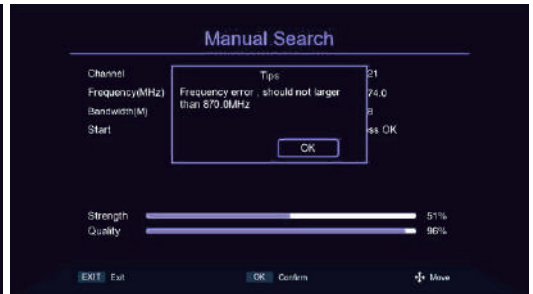 Manual Search
Tips
Channel 21
Frequency(MHz) 74.0
Frequency error , should not larger
than 870.0MHz
Bandwidth(M) 8
Start ss OK
OK
Strength 51%
Quality 96%
EXIT Exit OK Confirm Move